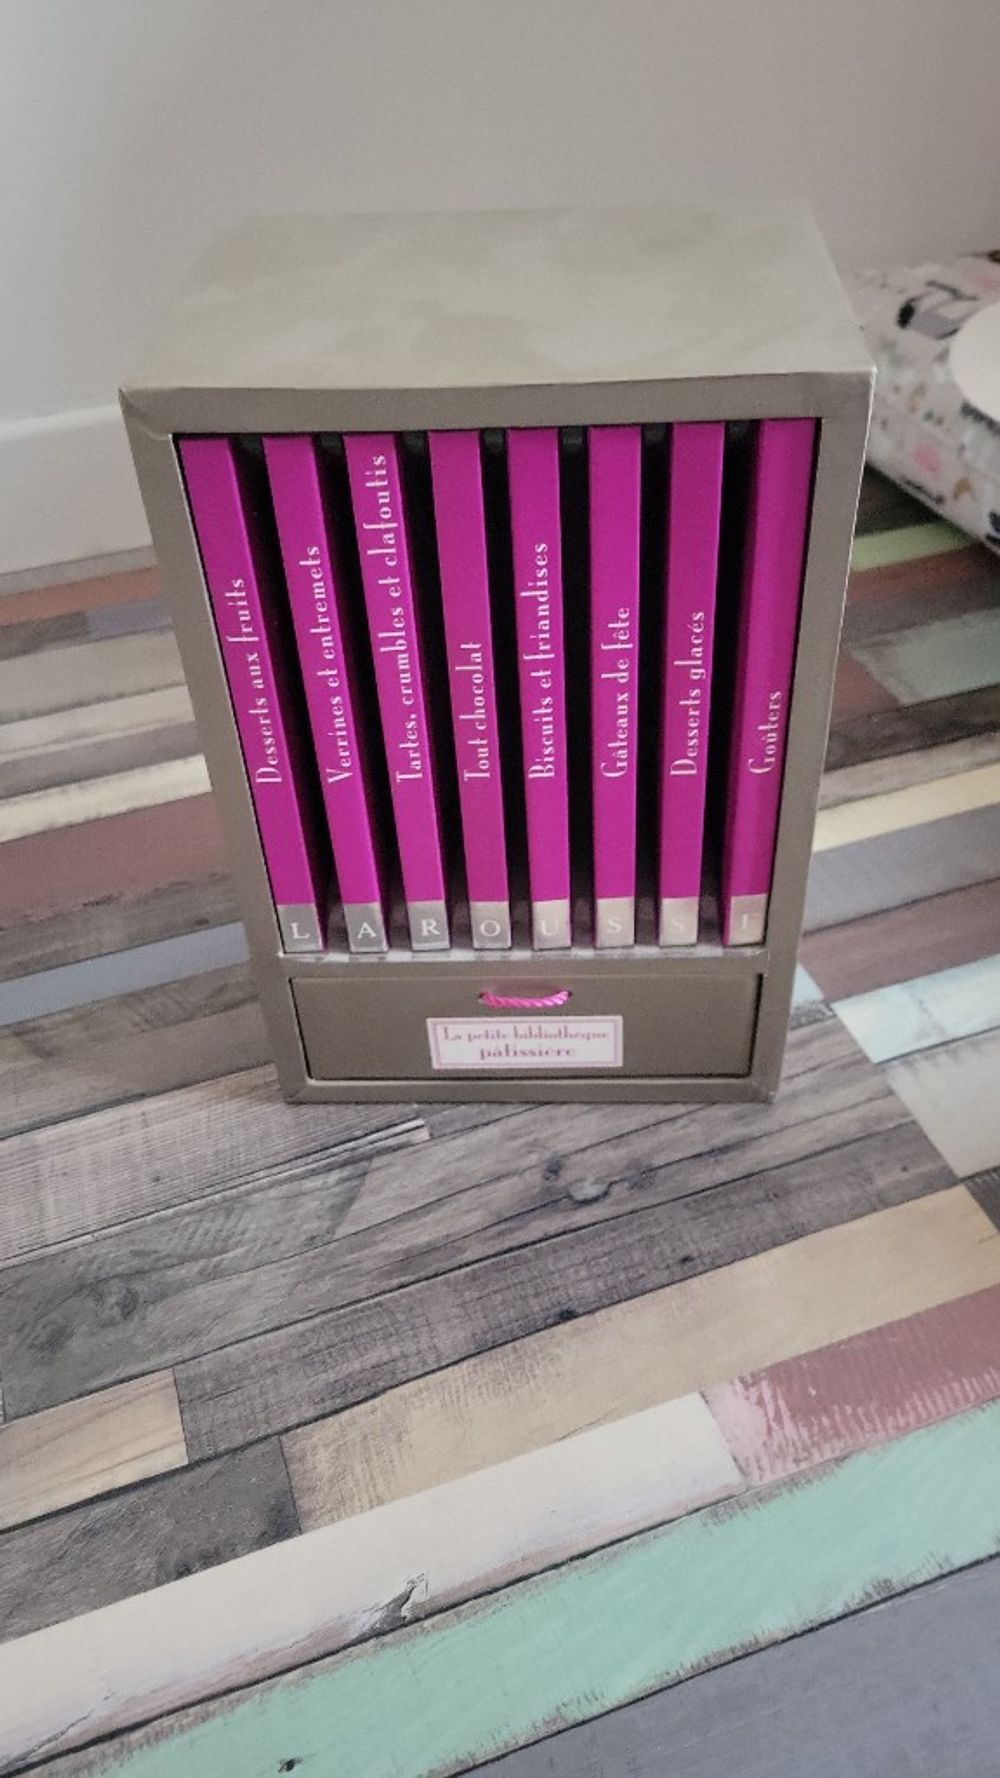 Desserts aux fruits
Verrines et entremets
Tartes, crumbles et clafoutis
Tout chocolat
Biscuits et friandises
Gâteaux de fête
Desserts glacés
Goûters
L A R O U S S E
La petite bibliothèque
pâtissière